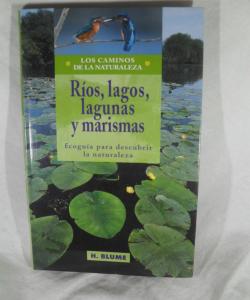 LOS CAMINOS
DE LA NATURALEZA
Ríos, lagos,
lagunas
y marismas
Ecoguía para descubrir
la naturaleza
H. BLUME